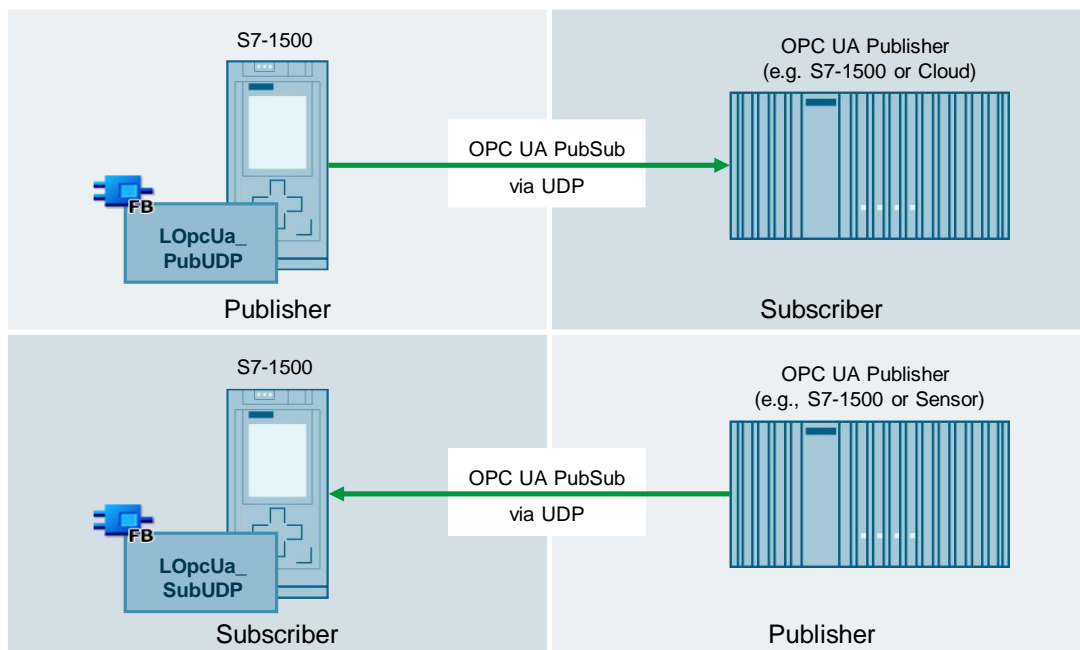 S7-1500
OPC UA Publisher
(e.g. S7-1500 or Cloud)
OPC UA PubSub
via UDP
FB
LOpcUa_
PubUDP
Publisher
Subscriber
S7-1500
OPC UA Publisher
(e.g., S7-1500 or Sensor)
OPC UA PubSub
via UDP
FB
LOpcUa_
SubUDP
Subscriber
Publisher